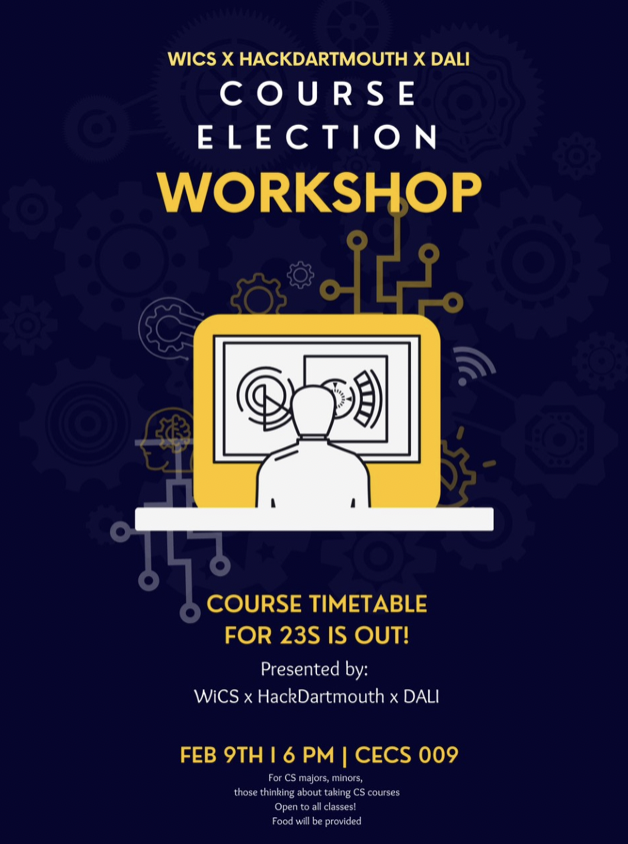 WICS X HACKDARTMOUTH X DALI
COURSE
ELECTION
WORKSHOP
COURSE TIMETABLE
FOR 23S IS OUT!
Presented by:
WiCS x HackDartmouth x DALI
FEB 9TH I 6 PM | CECS 009
For CS majors, minors,
those thinking about taking CS courses
Open to all classes!
Food will be provided